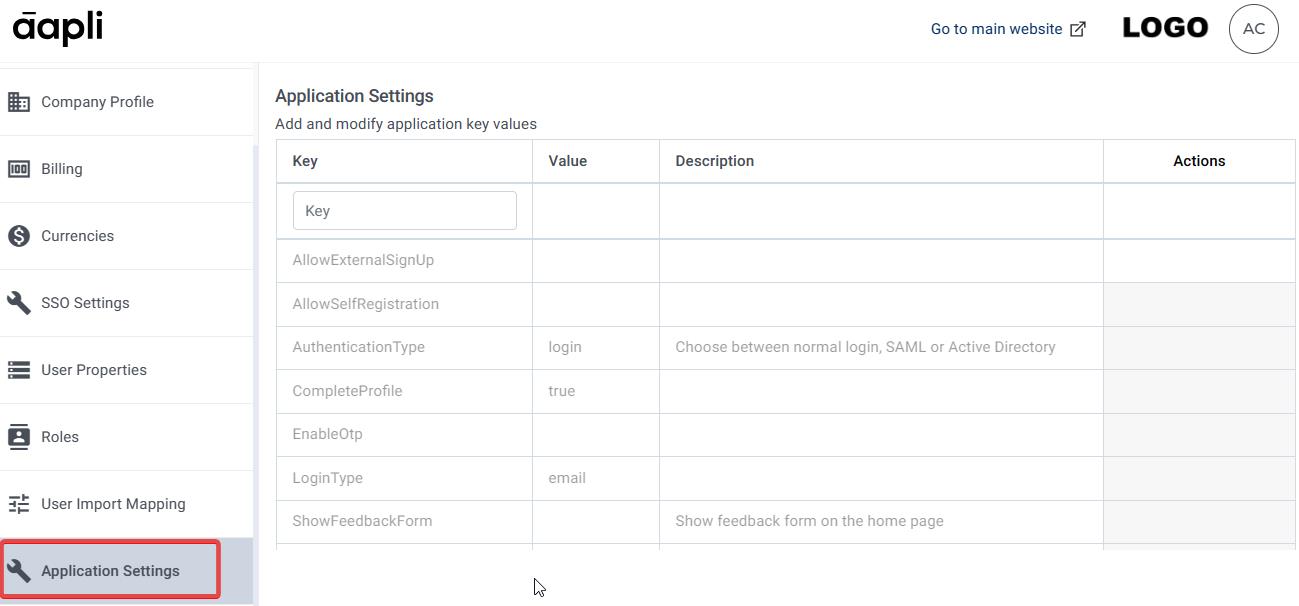 āapli
Go to main website
LOGO
AC
Company Profile
Billing
Currencies
SSO Settings
User Properties
Roles
User Import Mapping
Application Settings
Application Settings
Add and modify application key values
Key Value Description Actions
Key
AllowExternalSignUp
AllowSelfRegistration
AuthenticationType login Choose between normal login, SAML or Active Directory
CompleteProfile true
EnableOtp
LoginType email
ShowFeedbackForm Show feedback form on the home page